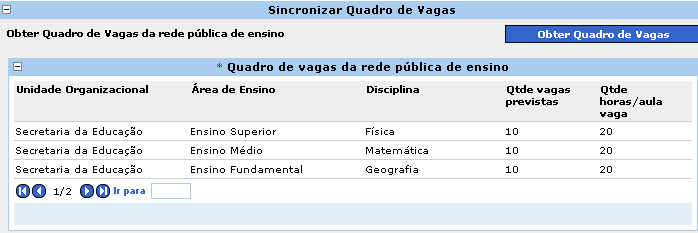 Sincronizar Quadro de Vagas
Obter Quadro de Vagas da rede pública de ensino Obter Quadro de Vagas
* Quadro de vagas da rede pública de ensino
Unidade Organizacional Área de Ensino Disciplina Qtde vagas previstas Qtde horas/aula vaga
Secretaria da Educação Ensino Superior Física 10 20
Secretaria da Educação Ensino Médio Matemática 10 20
Secretaria da Educação Ensino Fundamental Geografia 10 20
1/2 Ir para